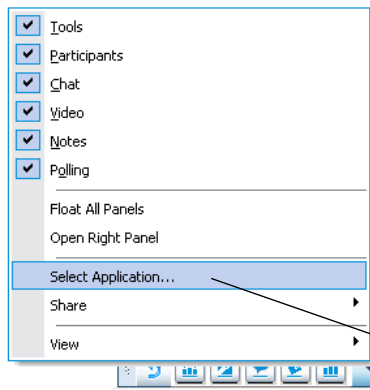 Tools
Participants
Chat
Video
Notes
Polling
Float All Panels
Open Right Panel
Select Application...
Share
View